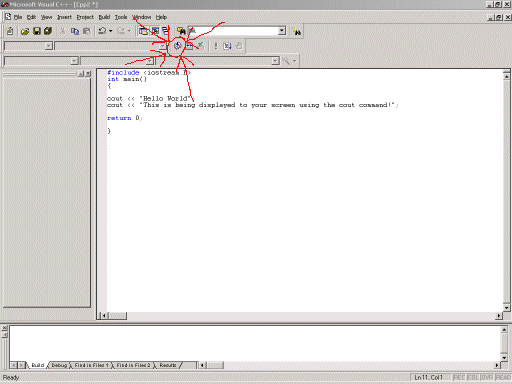 Microsoft Visual C++ - [Cpp2 *]
File Edit View Insert Project Build Tools Window Help
#include <iostream.h>
int main()
{
cout << "Hello World"
cout << "This is being displayed to your screen using the cout command!";
return 0;
}
Build Debug Find in Files 1 Find in Files 2 Results
Ready Ln 11, Col 1 REC COL OVR READ